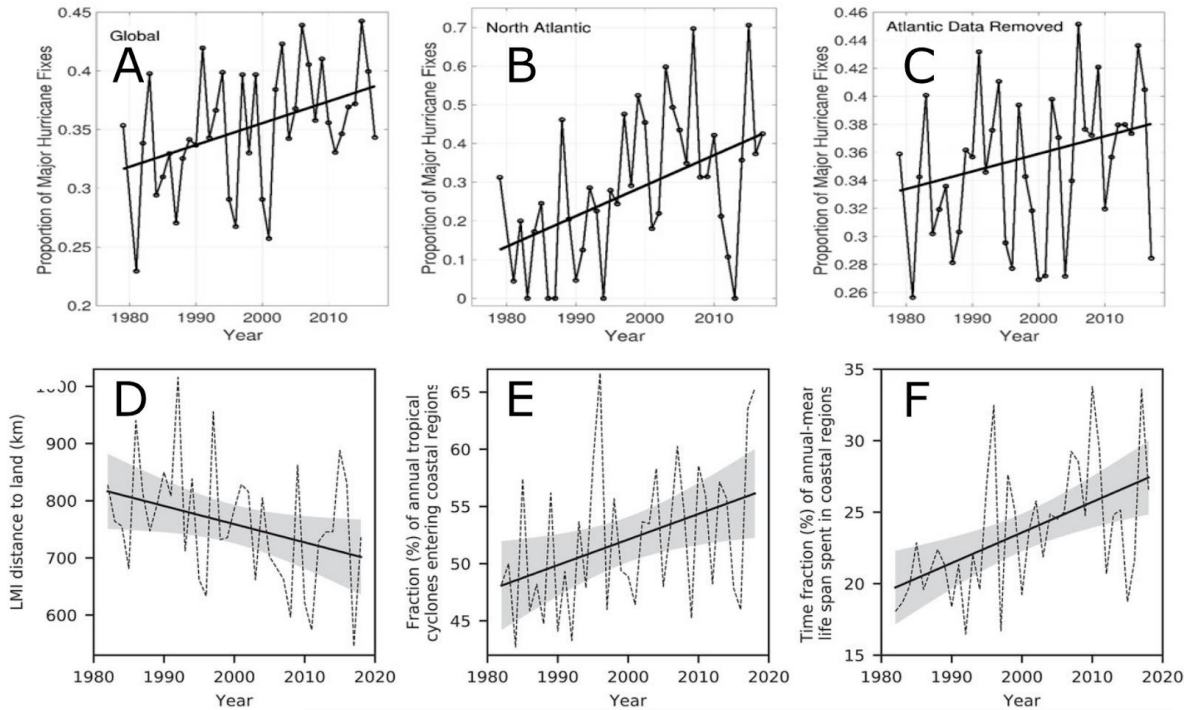 Global
A
Proportion of Major Hurricane Fixes
0.45
0.4
0.35
0.3
0.25
0.2
1980 1990 2000 2010
Year
North Atlantic
B
Proportion of Major Hurricane Fixes
0.7
0.6
0.5
0.4
0.3
0.2
0.1
0
1980 1990 2000 2010
Year
Atlantic Data Removed
C
Proportion of Major Hurricane Fixes
0.46
0.44
0.42
0.4
0.38
0.36
0.34
0.32
0.3
0.28
0.26
1980 1990 2000 2010
Year
D
LMI distance to land (km)
900
800
700
600
1980 1990 2000 2010 2020
Year
E
Fraction (%) of annual tropical
cyclones entering coastal regions
65
60
55
50
45
1980 1990 2000 2010 2020
Year
F
Time fraction (%) of annual-mear
life span spent in coastal regions
35
30
25
20
15
1980 1990 2000 2010 2020
Year